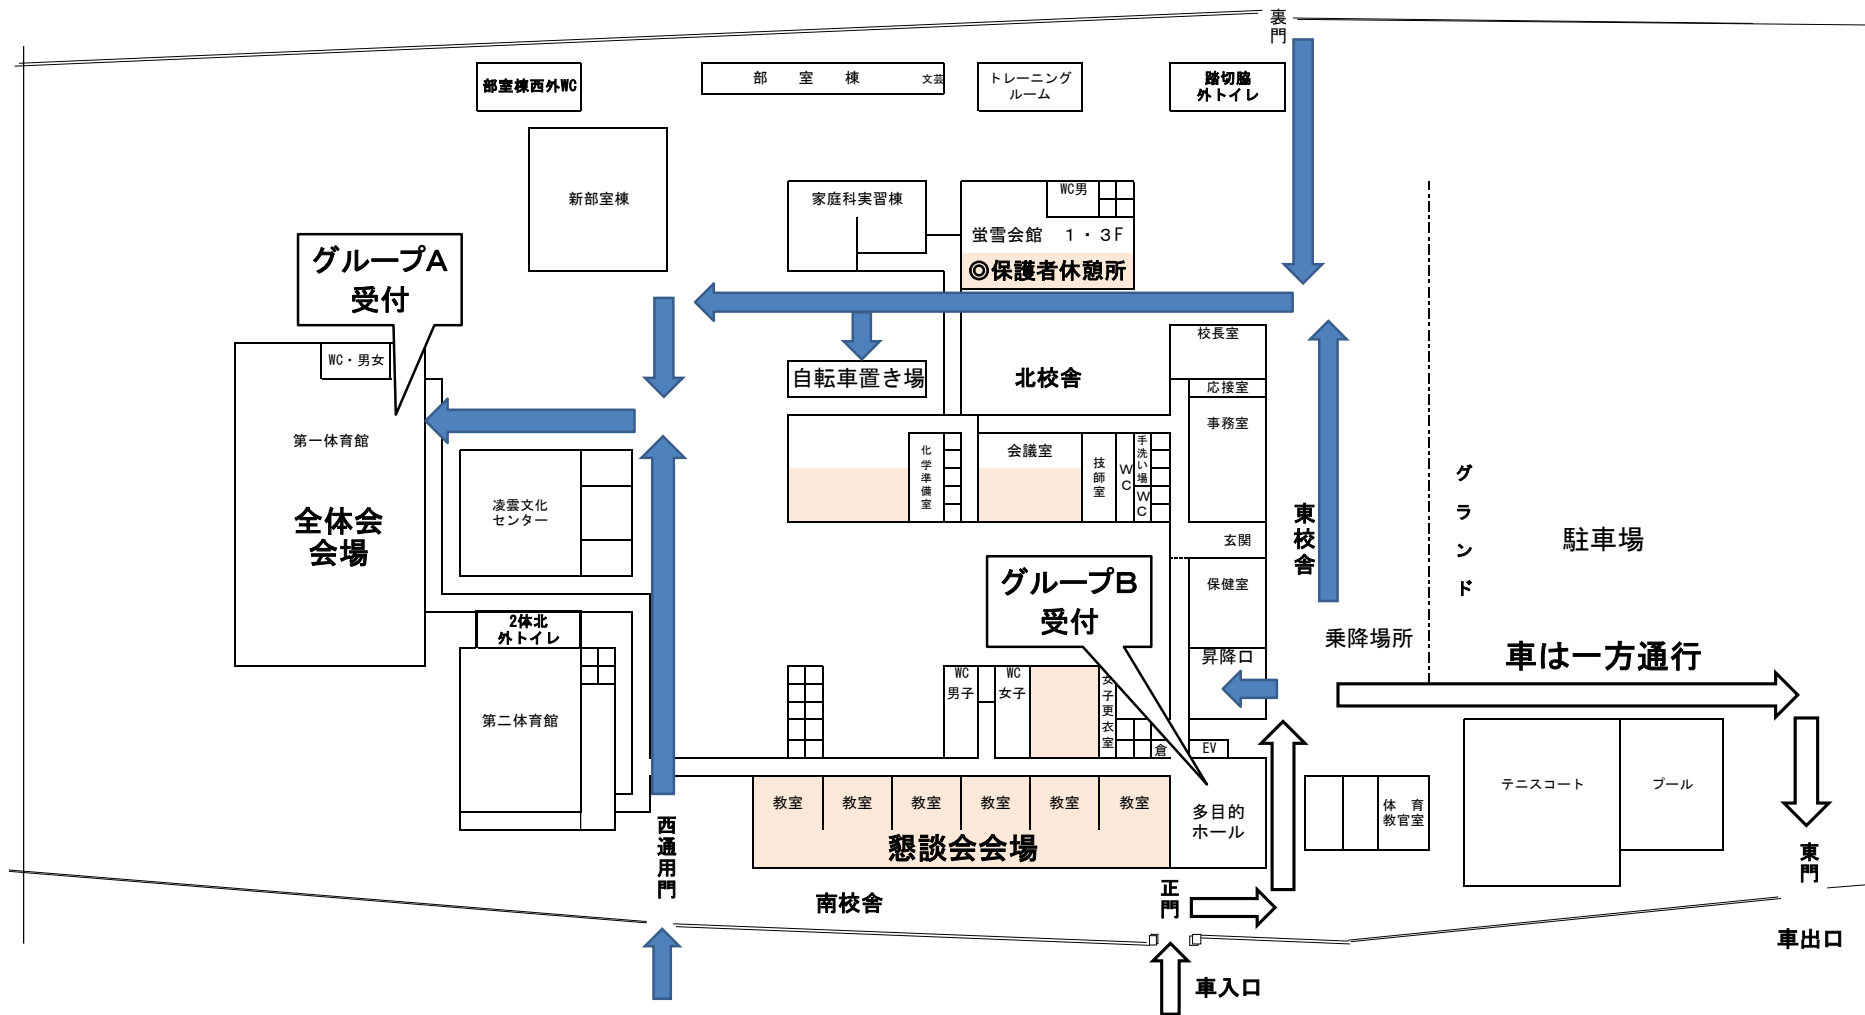 裏門
部室棟西外WC
部　室　棟
文芸
トレーニング
ルーム
踏切脇
外トイレ
新部室棟
家庭科実習棟
WC男
蛍雪会館　１・３F
◎保護者休憩所
グループA
受付
WC・男女
第一体育館
全体会
会場
凌雲文化
センター
自転車置き場
北校舎
校長室
応接室
事務室
化学準備室
会議室
技師室
WC
手洗い場
WC
玄関
保健室
東校舎
グランド
駐車場
グループB
受付
昇降口
乗降場所
車は一方通行
2体北
外トイレ
第二体育館
WC
男子
WC
女子
女子更衣室
倉
EV
教室
教室
教室
教室
教室
教室
懇談会会場
多目的
ホール
体　育
教官室
テニスコート
プール
西通用門
南校舎
正門
東門
車入口
車出口